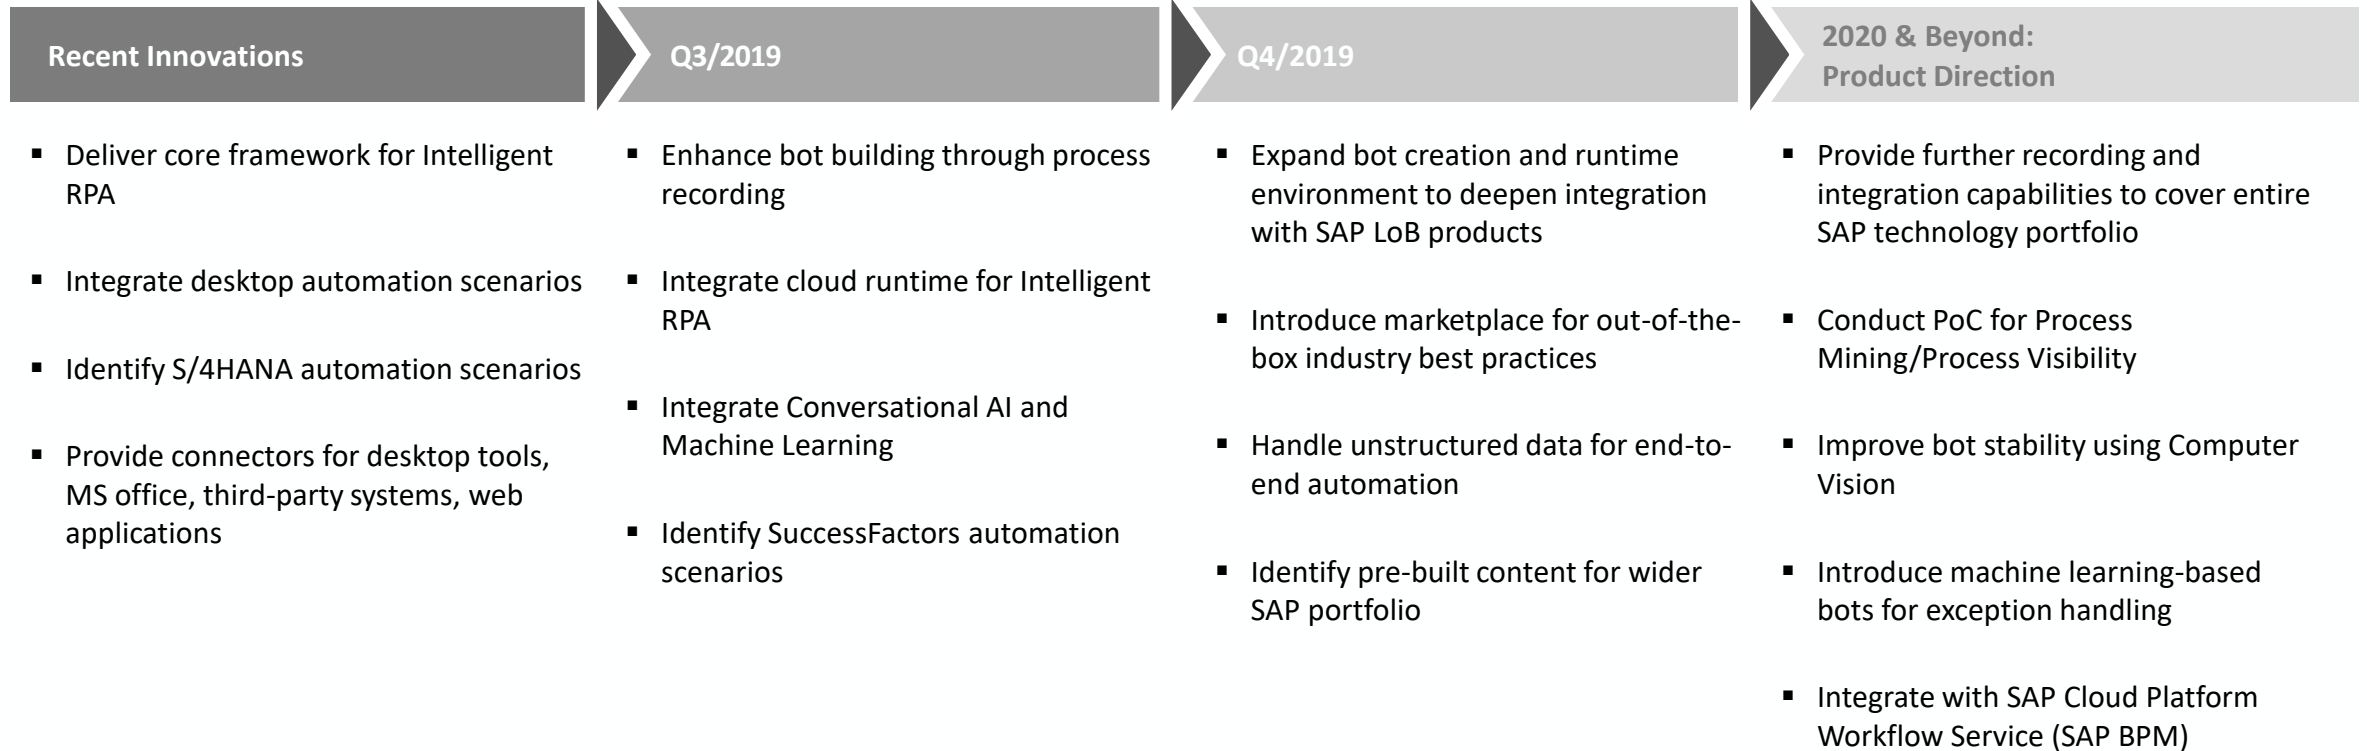 Recent Innovations
Q3/2019
Q4/2019
2020 & Beyond:
Product Direction
▪ Deliver core framework for Intelligent
RPA
▪ Integrate desktop automation scenarios
▪ Identify S/4HANA automation scenarios
▪ Provide connectors for desktop tools,
MS office, third-party systems, web
applications
▪ Enhance bot building through process
recording
▪ Integrate cloud runtime for Intelligent
RPA
▪ Integrate Conversational AI and
Machine Learning
▪ Identify SuccessFactors automation
scenarios
▪ Expand bot creation and runtime
environment to deepen integration
with SAP LoB products
▪ Introduce marketplace for out-of-the-
box industry best practices
▪ Handle unstructured data for end-to-
end automation
▪ Identify pre-built content for wider
SAP portfolio
▪ Provide further recording and
integration capabilities to cover entire
SAP technology portfolio
▪ Conduct PoC for Process
Mining/Process Visibility
▪ Improve bot stability using Computer
Vision
▪ Introduce machine learning-based
bots for exception handling
▪ Integrate with SAP Cloud Platform
Workflow Service (SAP BPM)